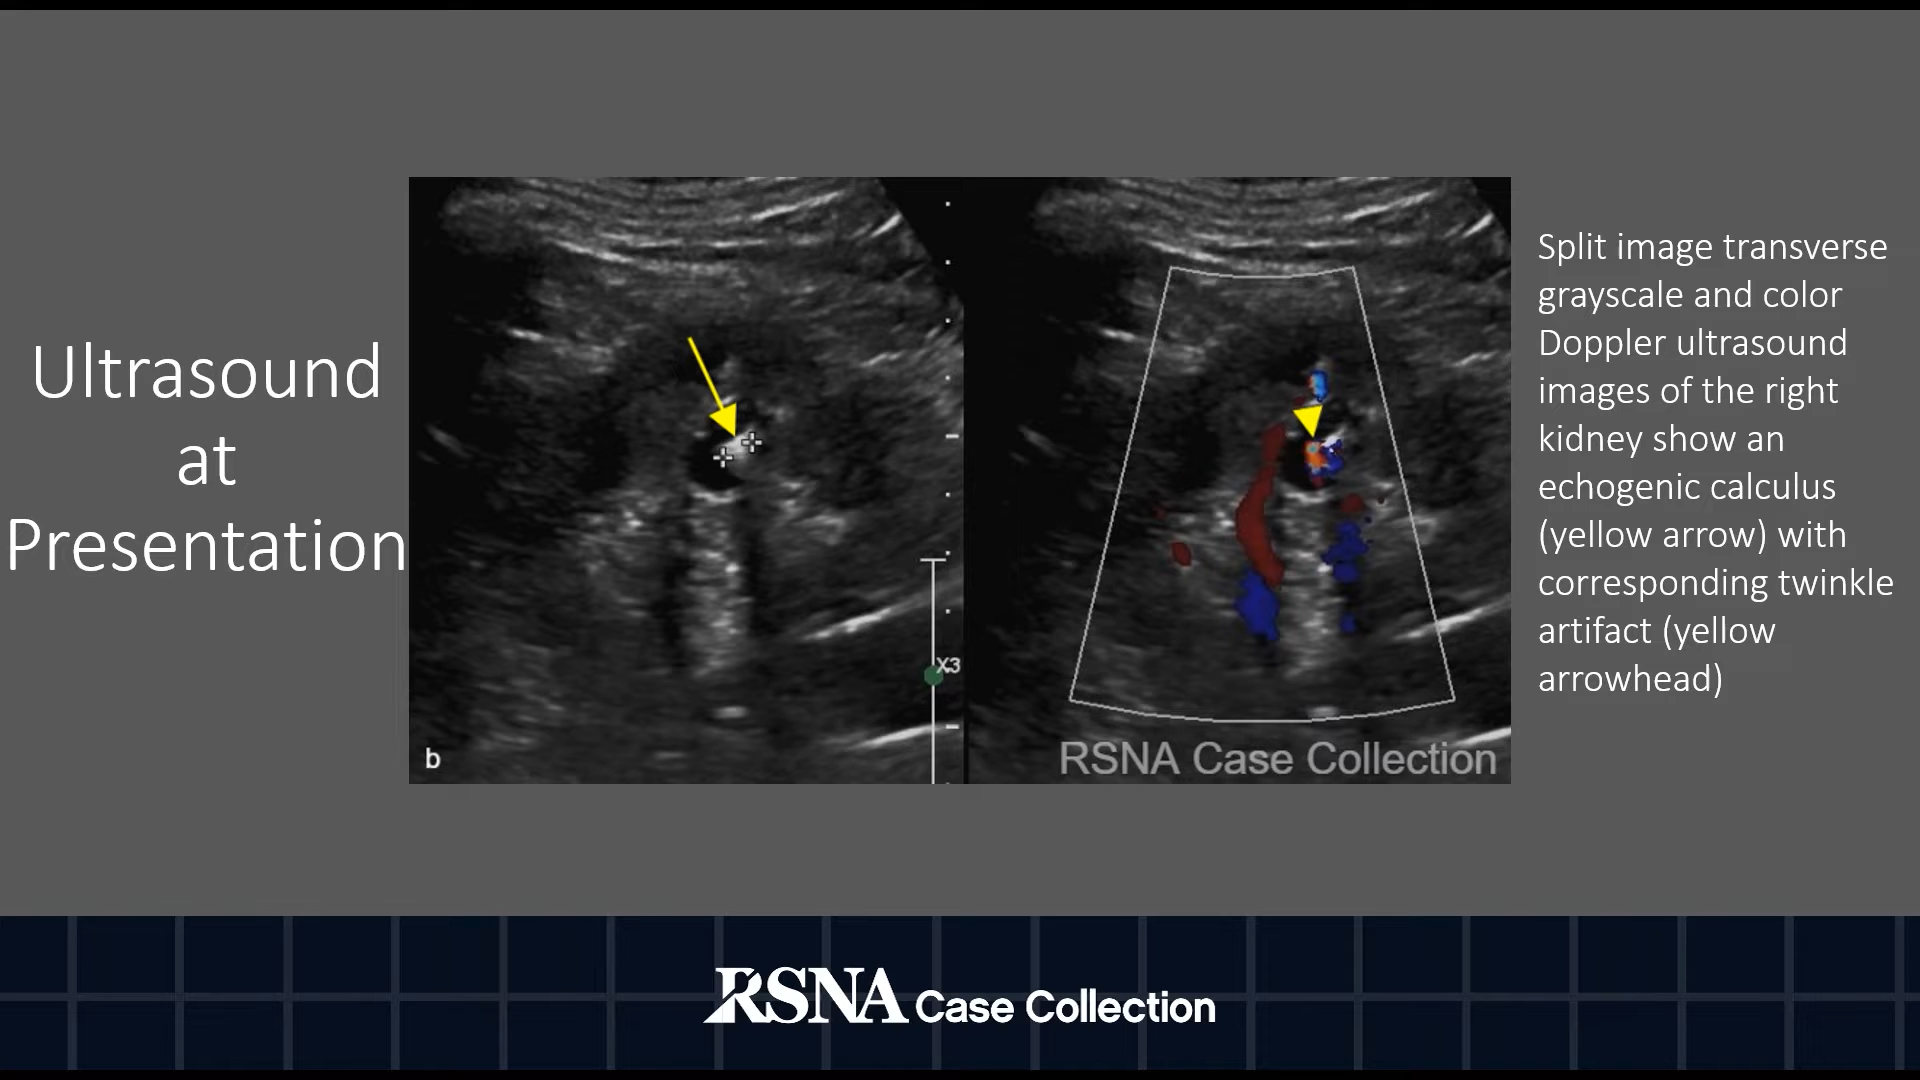 Ultrasound
at
Presentation
X3
b
RSNA Case Collection
Split image transverse
grayscale and color
Doppler ultrasound
images of the right
kidney show an
echogenic calculus
(yellow arrow) with
corresponding twinkle
artifact (yellow
arrowhead)
RSNA Case Collection